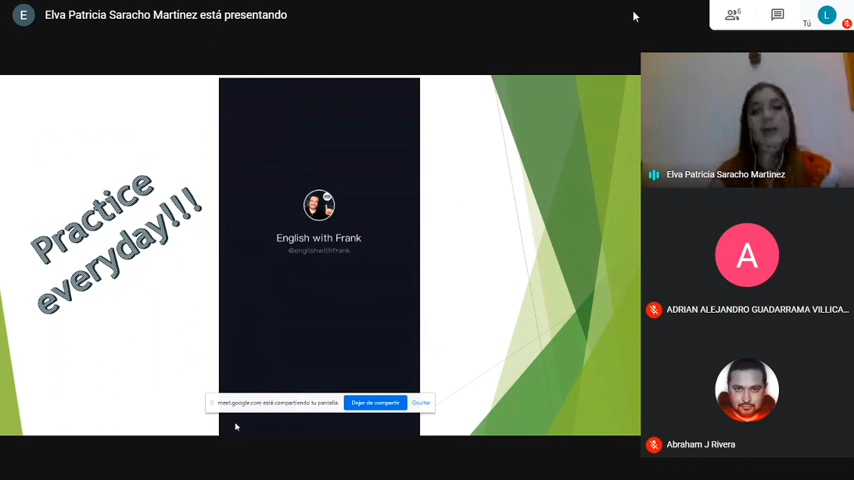 E
Elva Patricia Saracho Martinez está presentando
6
Tú
L
Practice
everyday!!!
English with Frank
@englishwithfrank
meet.google.com está compartiendo tu pantalla.
Dejar de compartir
Ocultar
Elva Patricia Saracho Martinez
A
ADRIAN ALEJANDRO GUADARRAMA VILLICA...
Abraham J Rivera